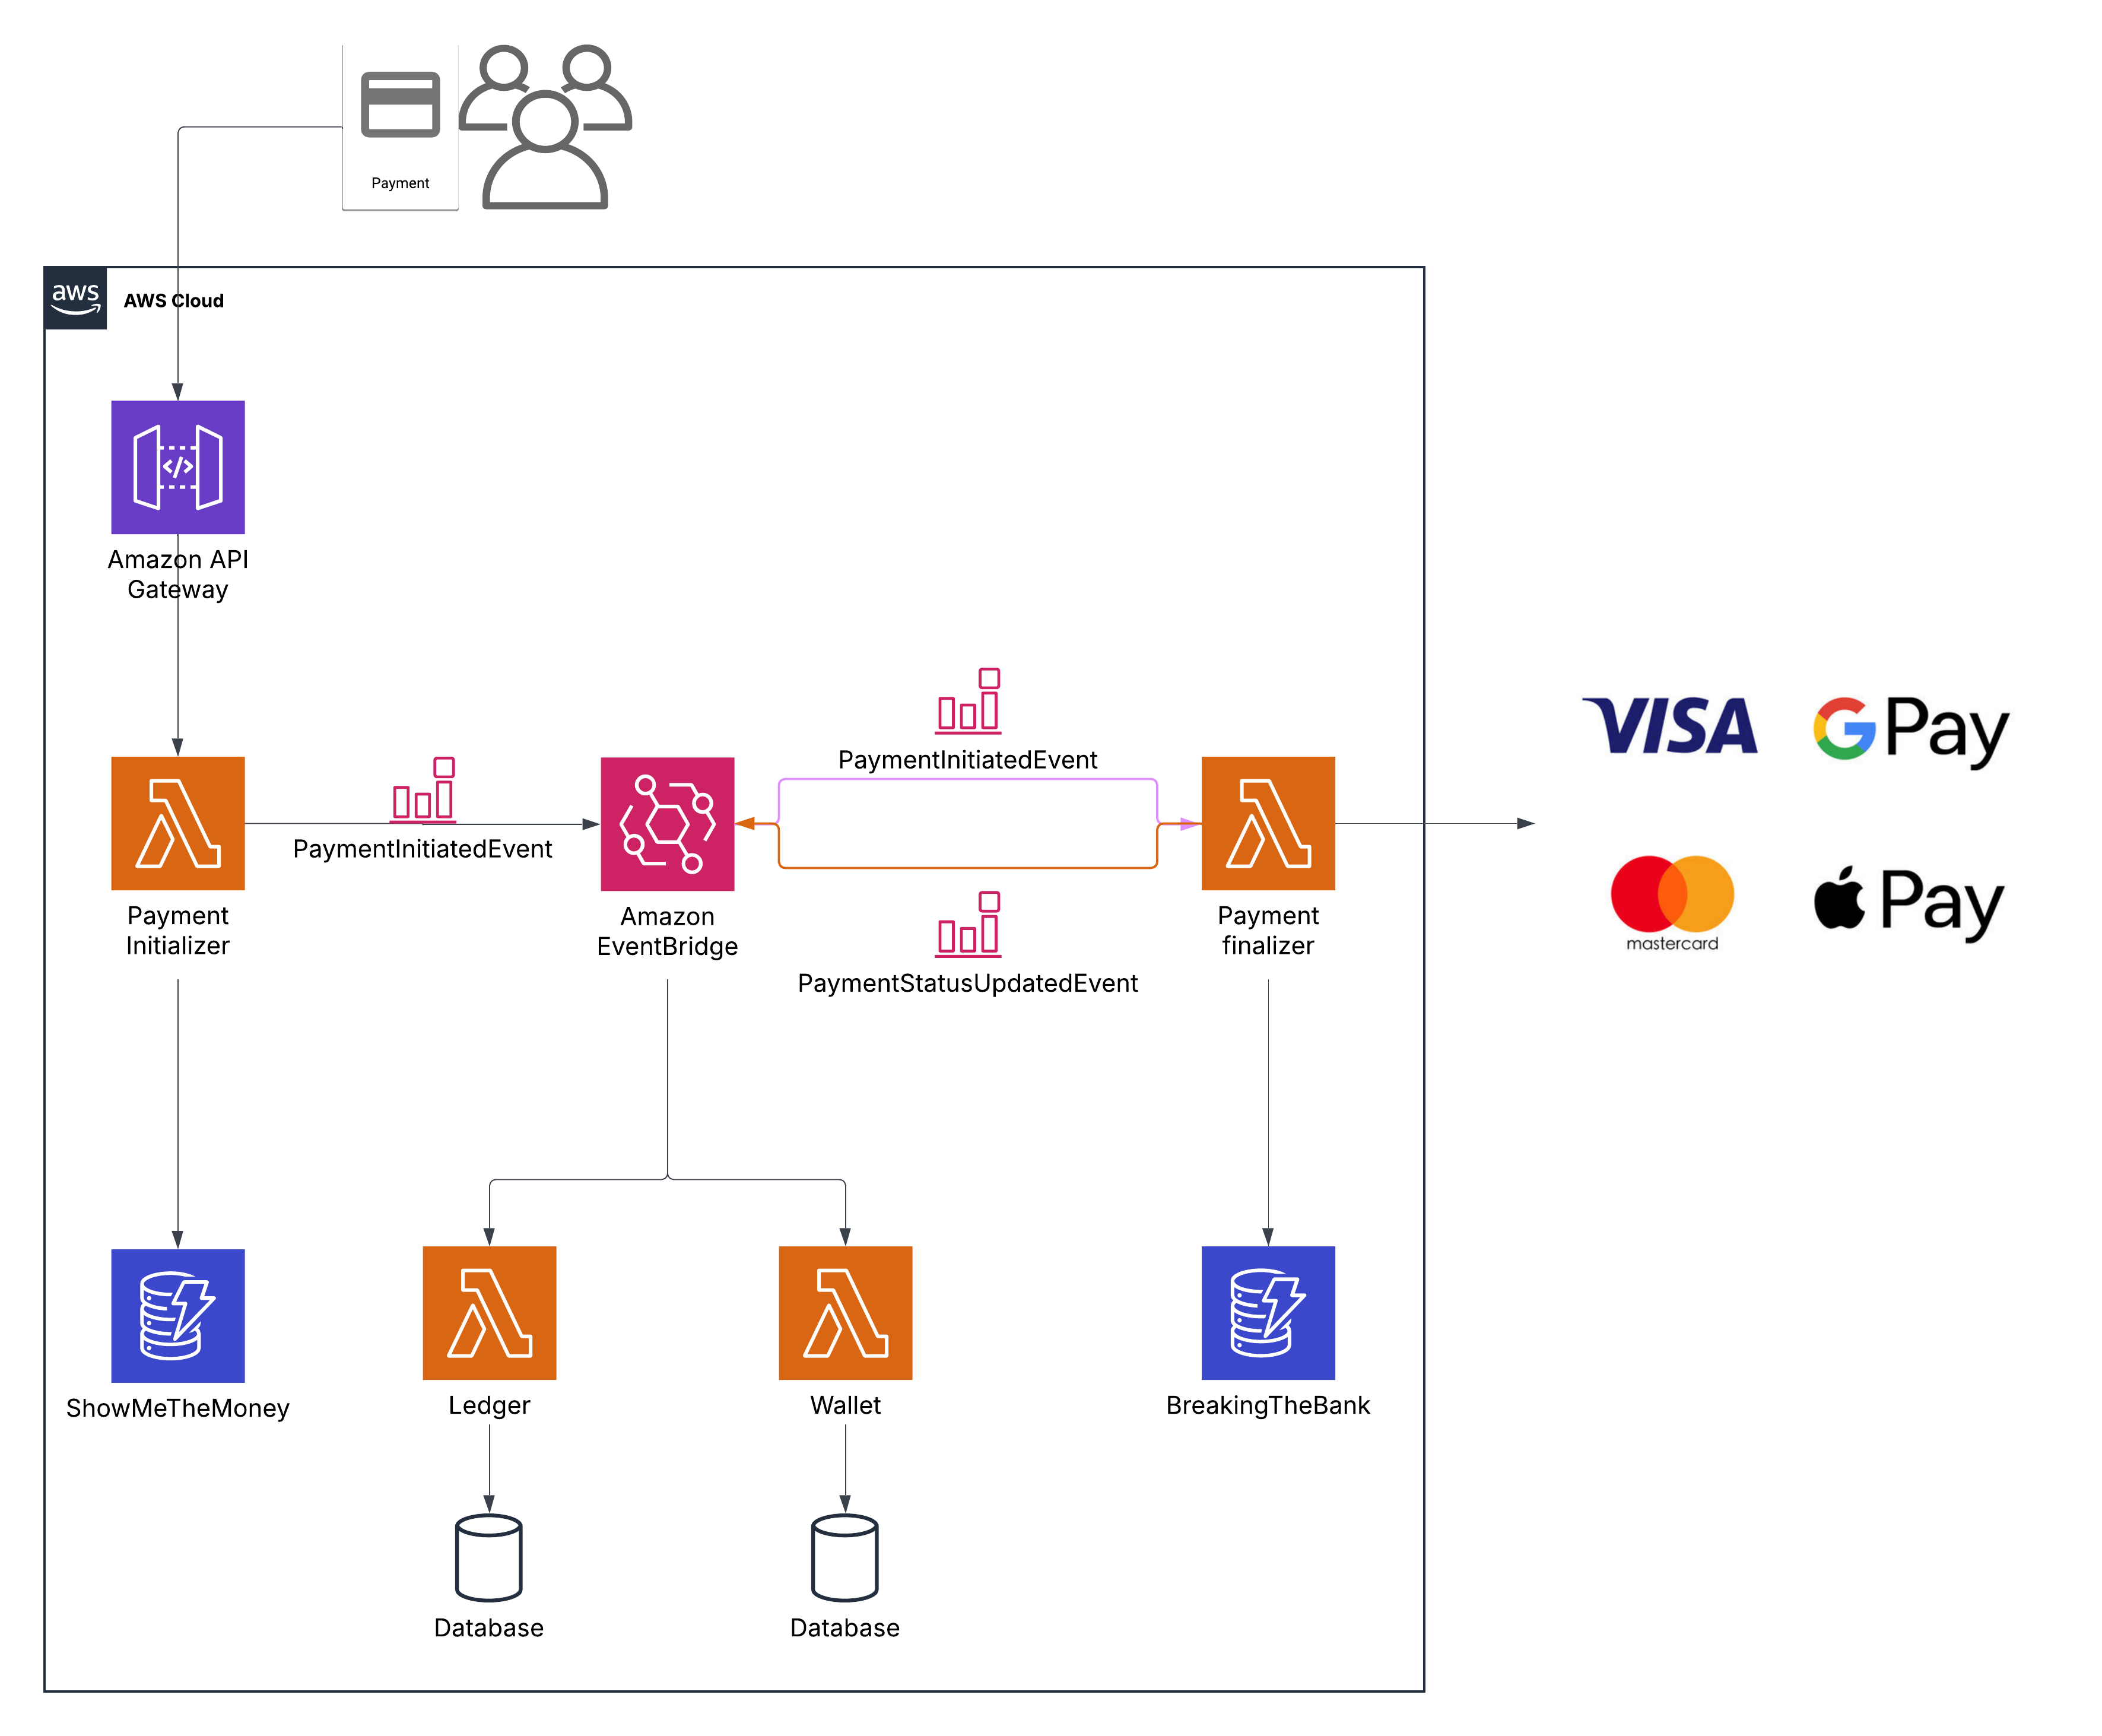 Payment
aws
AWS Cloud
Amazon API
Gateway
PaymentInitiatedEvent
VISA
G Pay
PaymentInitiatedEvent
Payment
Initializer
Amazon
EventBridge
Payment
finalizer
mastercard
Pay
PaymentStatusUpdatedEvent
ShowMeTheMoney
Ledger
Wallet
BreakingTheBank
Database
Database